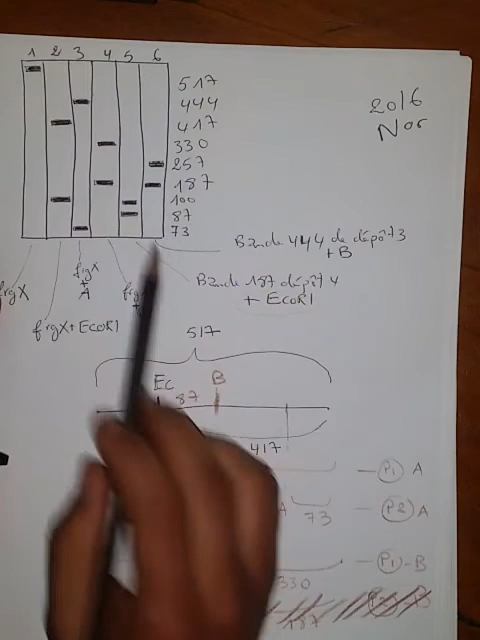 1 2 3 4 5 6
517
444
417
330
257
187
100
87
73
2016
Nor
Bande 444 de dépôt 3
+ B
Bande 187 dépôt 4
+ EcoRI
frgX
frgX
+
A
frgX+EcoRI
517
Ec
B
87
417
P1 A
73
P2 A
330
P1 - B
187